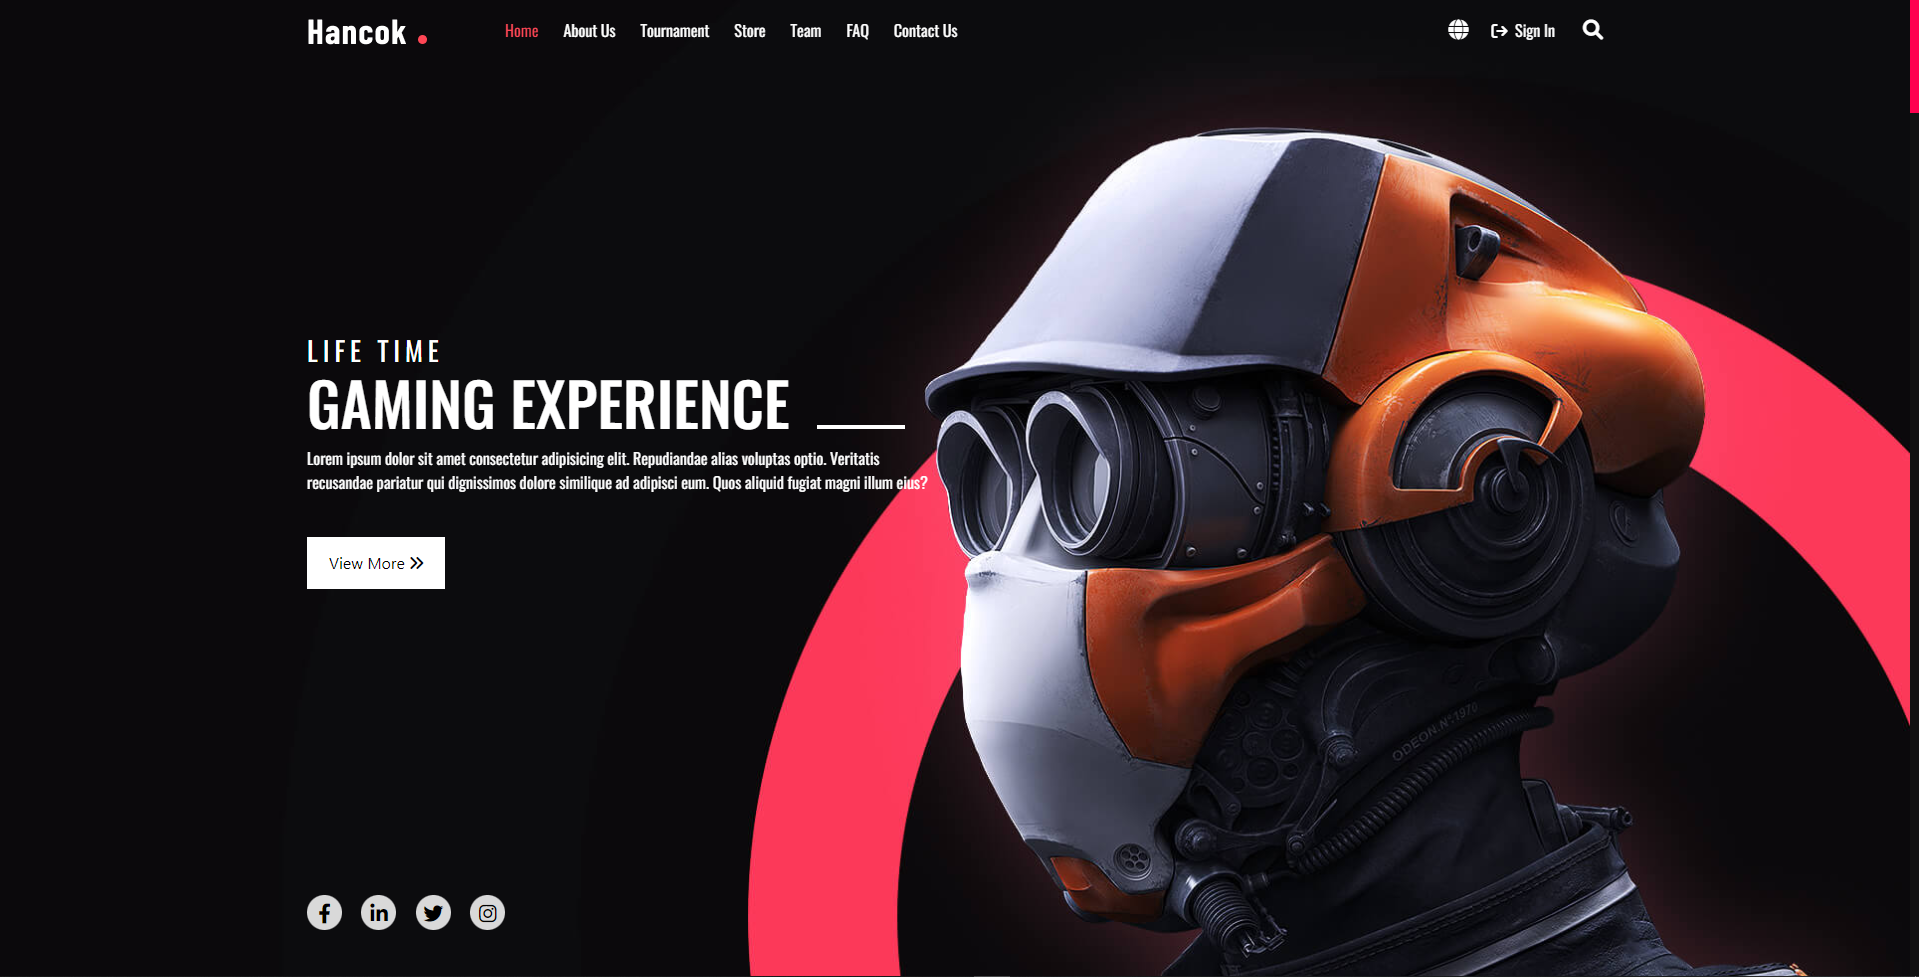 Hancok
Home About Us Tournament Store Team FAQ Contact Us
Sign In
LIFE TIME
GAMING EXPERIENCE
Lorem ipsum dolor sit amet consectetur adipisicing elit. Repudiandae alias voluptas optio. Veritatis
recusandae pariatur qui dignissimos dolore similique ad adipisci eum. Quos aliquid fugiat magni illum eius?
View More
ODEON.Nº.1970